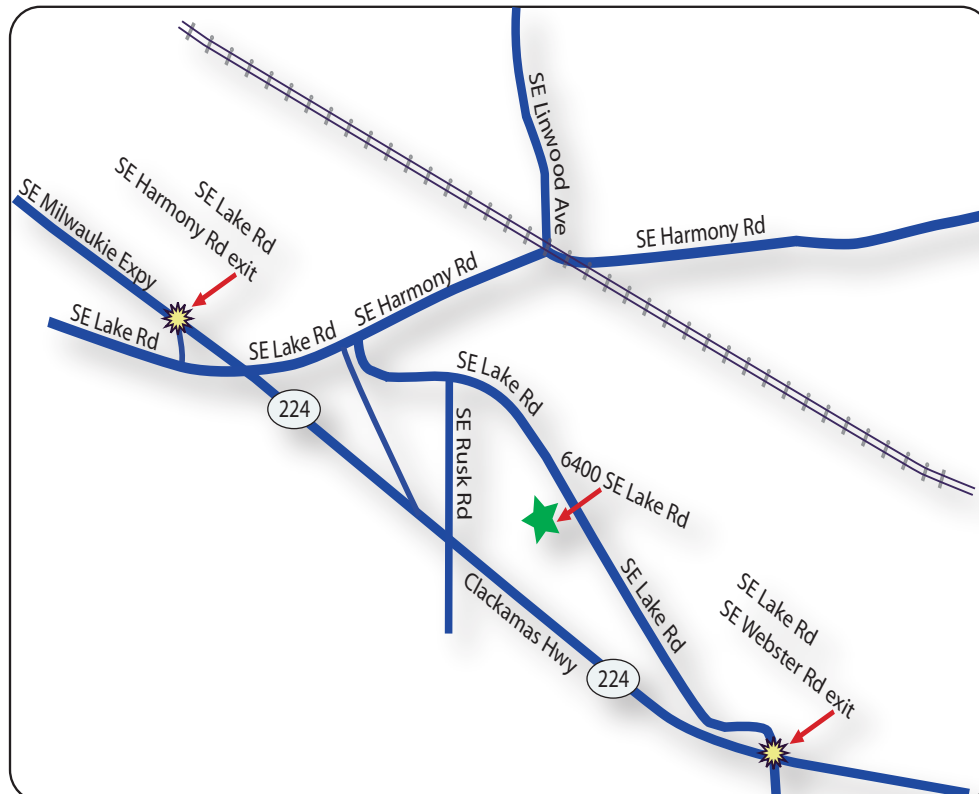 SE Linwood Ave
SE Lake Rd
SE Harmony Rd exit
SE Milwaukie Expy
SE Harmony Rd
SE Harmony Rd
SE Lake Rd
SE Lake Rd
SE Lake Rd
224
SE Rusk Rd
6400 SE Lake Rd
SE Lake Rd
Clackamas Hwy
224
SE Lake Rd
SE Webster Rd exit